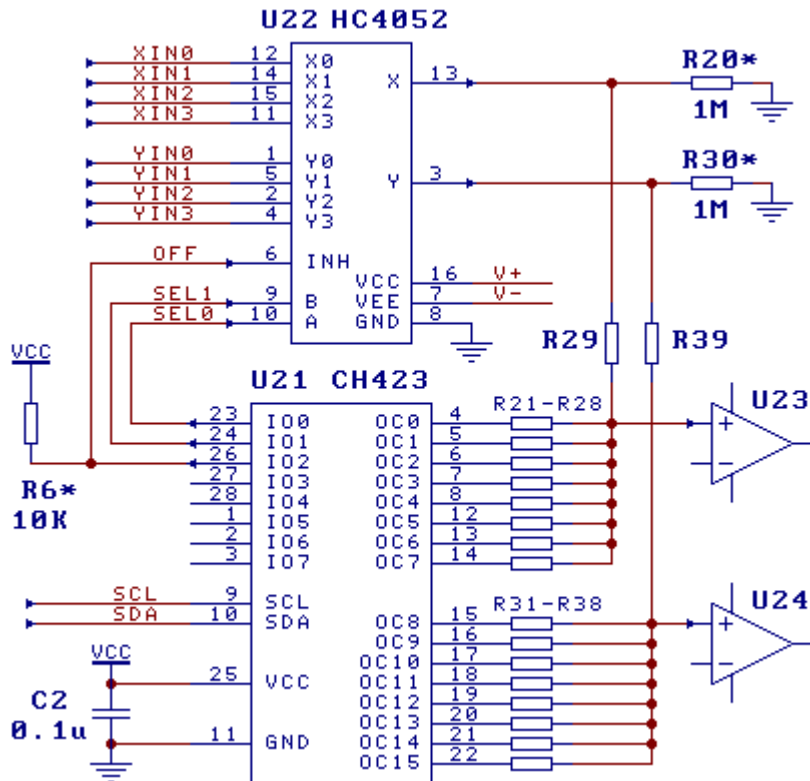 U22 HC4052
XIN0 12 X0 X 13 R20*
XIN1 14 X1
XIN2 15 X2
XIN3 11 X3 1M
YIN0 1 Y0 R30*
YIN1 5 Y1 Y 3
YIN2 2 Y2
YIN3 4 Y3 1M
OFF 6 INH
VCC 16 V+
SEL1 9 B VEE 7 V-
SEL0 10 A GND 8
R29 R39
VCC
U21 CH423
R21-R28 U23
23 IO0 OC0 4 +
24 IO1 OC1 5
26 IO2 OC2 6 -
27 IO3 OC3 7
R6* 28 IO4 OC4 8
10K 1 IO5 OC5 12
2 IO6 OC6 13
3 IO7 OC7 14
SCL 9 SCL
SDA 10 SDA
R31-R38 U24
OC8 15 +
OC9 16
VCC OC10 17 -
25 VCC OC11 18
C2 OC12 19
0.1u OC13 20
11 GND OC14 21
OC15 22